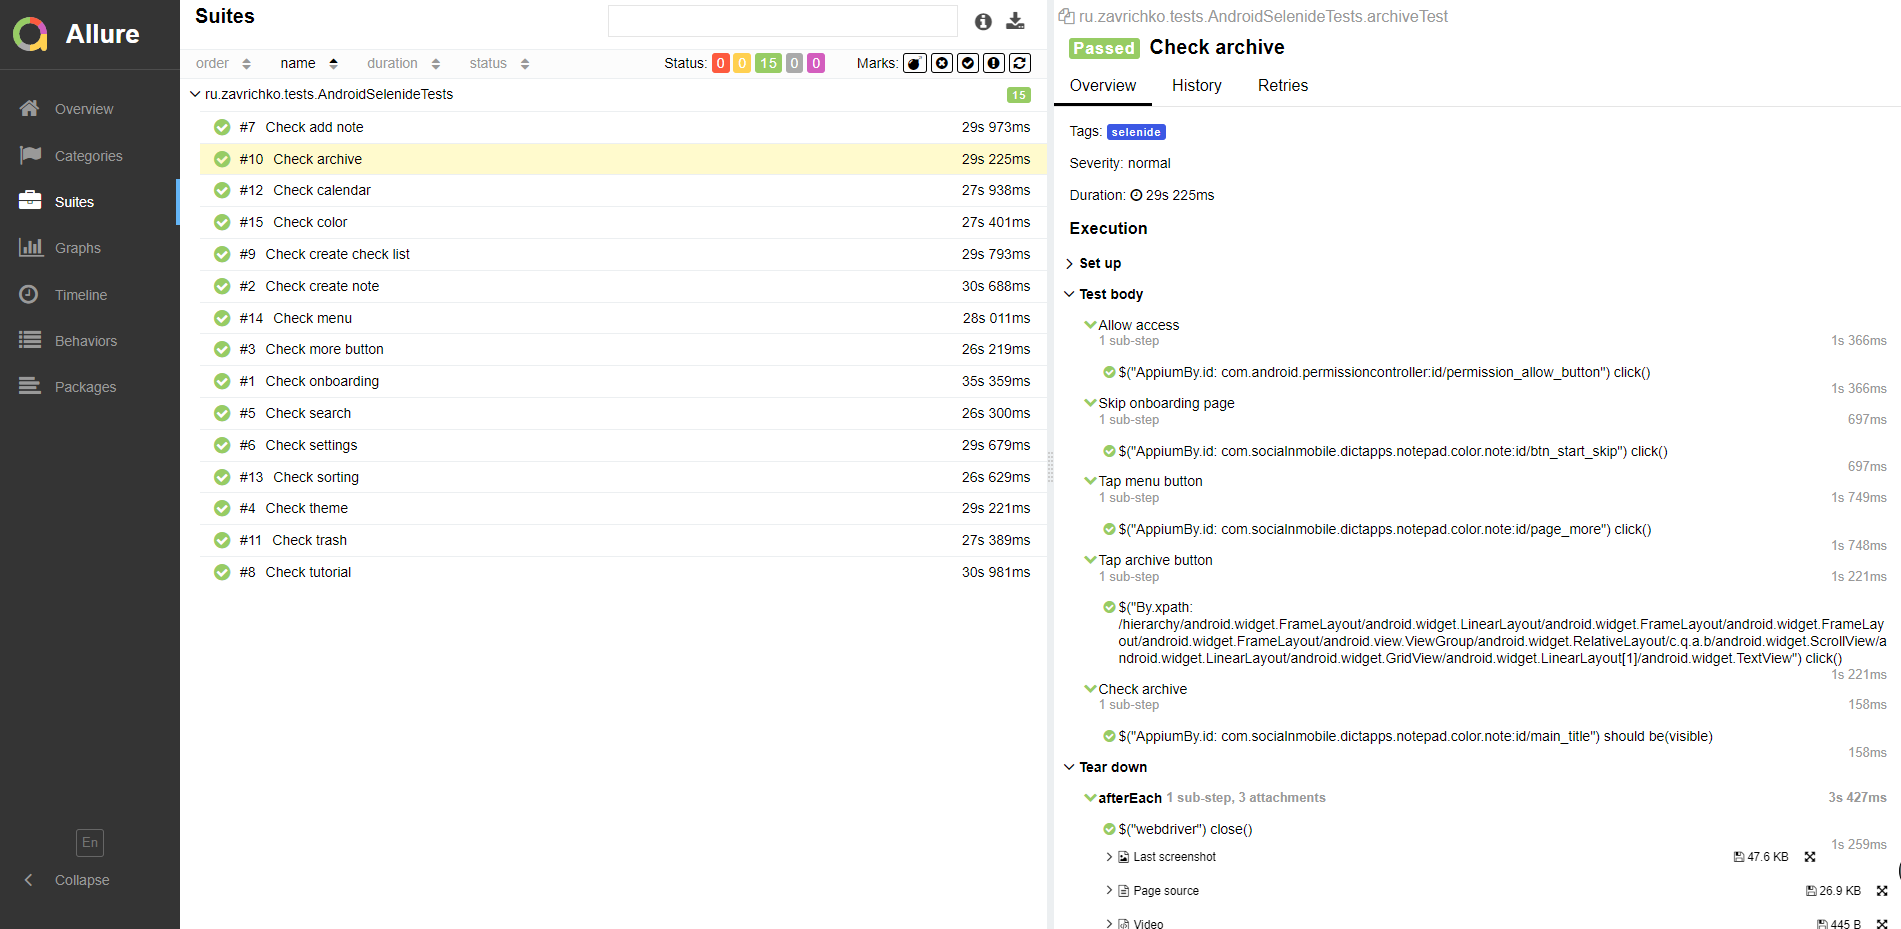 Allure
Overview
Categories
Suites
Graphs
Timeline
Behaviors
Packages
En
Collapse
Suites
order name duration status Status: 0 0 15 0 0 Marks:
ru.zavrichko.tests.AndroidSelenideTests 15
#7 Check add note 29s 973ms
#10 Check archive 29s 225ms
#12 Check calendar 27s 938ms
#15 Check color 27s 401ms
#9 Check create check list 29s 793ms
#2 Check create note 30s 688ms
#14 Check menu 28s 011ms
#3 Check more button 26s 219ms
#1 Check onboarding 35s 359ms
#5 Check search 26s 300ms
#6 Check settings 29s 679ms
#13 Check sorting 26s 629ms
#4 Check theme 29s 221ms
#11 Check trash 27s 389ms
#8 Check tutorial 30s 981ms
ru.zavrichko.tests.AndroidSelenideTests.archiveTest
Passed Check archive
Overview History Retries
Tags: selenide
Severity: normal
Duration: 29s 225ms
Execution
Set up
Test body
Allow access
1 sub-step 1s 366ms
$("AppiumBy.id: com.android.permissioncontroller:id/permission_allow_button") click()
1s 366ms
Skip onboarding page
1 sub-step 697ms
$("AppiumBy.id: com.socialnmobile.dictapps.notepad.color.note:id/btn_start_skip") click()
697ms
Tap menu button
1 sub-step 1s 749ms
$("AppiumBy.id: com.socialnmobile.dictapps.notepad.color.note:id/page_more") click()
1s 748ms
Tap archive button
1 sub-step 1s 221ms
$("By.xpath:
/hierarchy/android.widget.FrameLayout/android.widget.LinearLayout/android.widget.FrameLayout/android.widget.FrameLay
out/android.widget.FrameLayout/android.view.ViewGroup/android.widget.RelativeLayout/c.q.a.b/android.widget.ScrollView/a
ndroid.widget.LinearLayout/android.widget.GridView/android.widget.LinearLayout[1]/android.widget.TextView") click()
1s 221ms
Check archive
1 sub-step 158ms
$("AppiumBy.id: com.socialnmobile.dictapps.notepad.color.note:id/main_title") should be(visible)
158ms
Tear down
afterEach 1 sub-step, 3 attachments 3s 427ms
$("webdriver") close()
1s 259ms
Last screenshot 47.6 KB
Page source 26.9 KB
Video 445 B